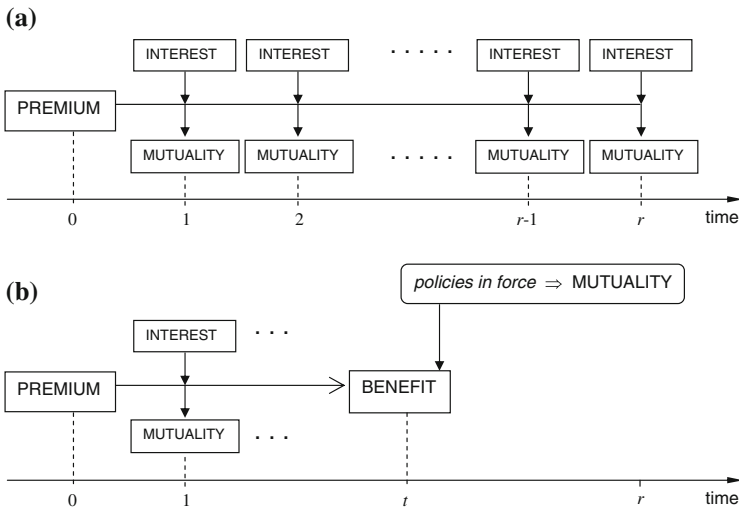 (a)
INTEREST INTEREST . . . . . INTEREST INTEREST
PREMIUM
MUTUALITY MUTUALITY . . . . . MUTUALITY MUTUALITY
0 1 2 r-1 r time
(b)
policies in force ⇒ MUTUALITY
INTEREST . . .
PREMIUM BENEFIT
MUTUALITY . . .
0 1 t r time